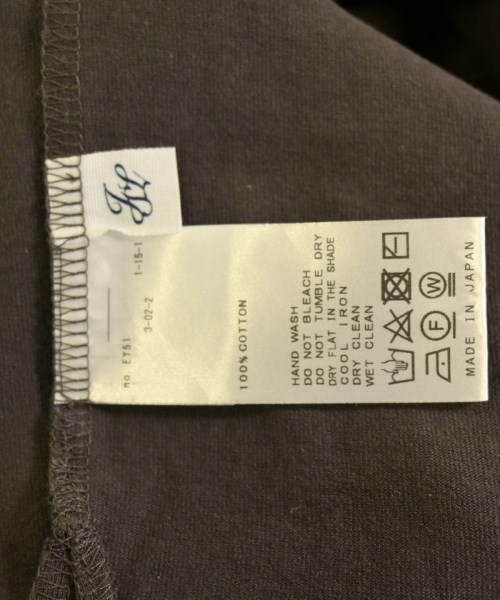 no. EY51
3-02-2
1-15-1
100% COTTON
HAND WASH
DO NOT BLEACH
DO NOT TUMBLE DRY
DRY FLAT IN THE SHADE
COOL IRON
DRY CLEAN
WET CLEAN
F
W
MADE IN JAPAN